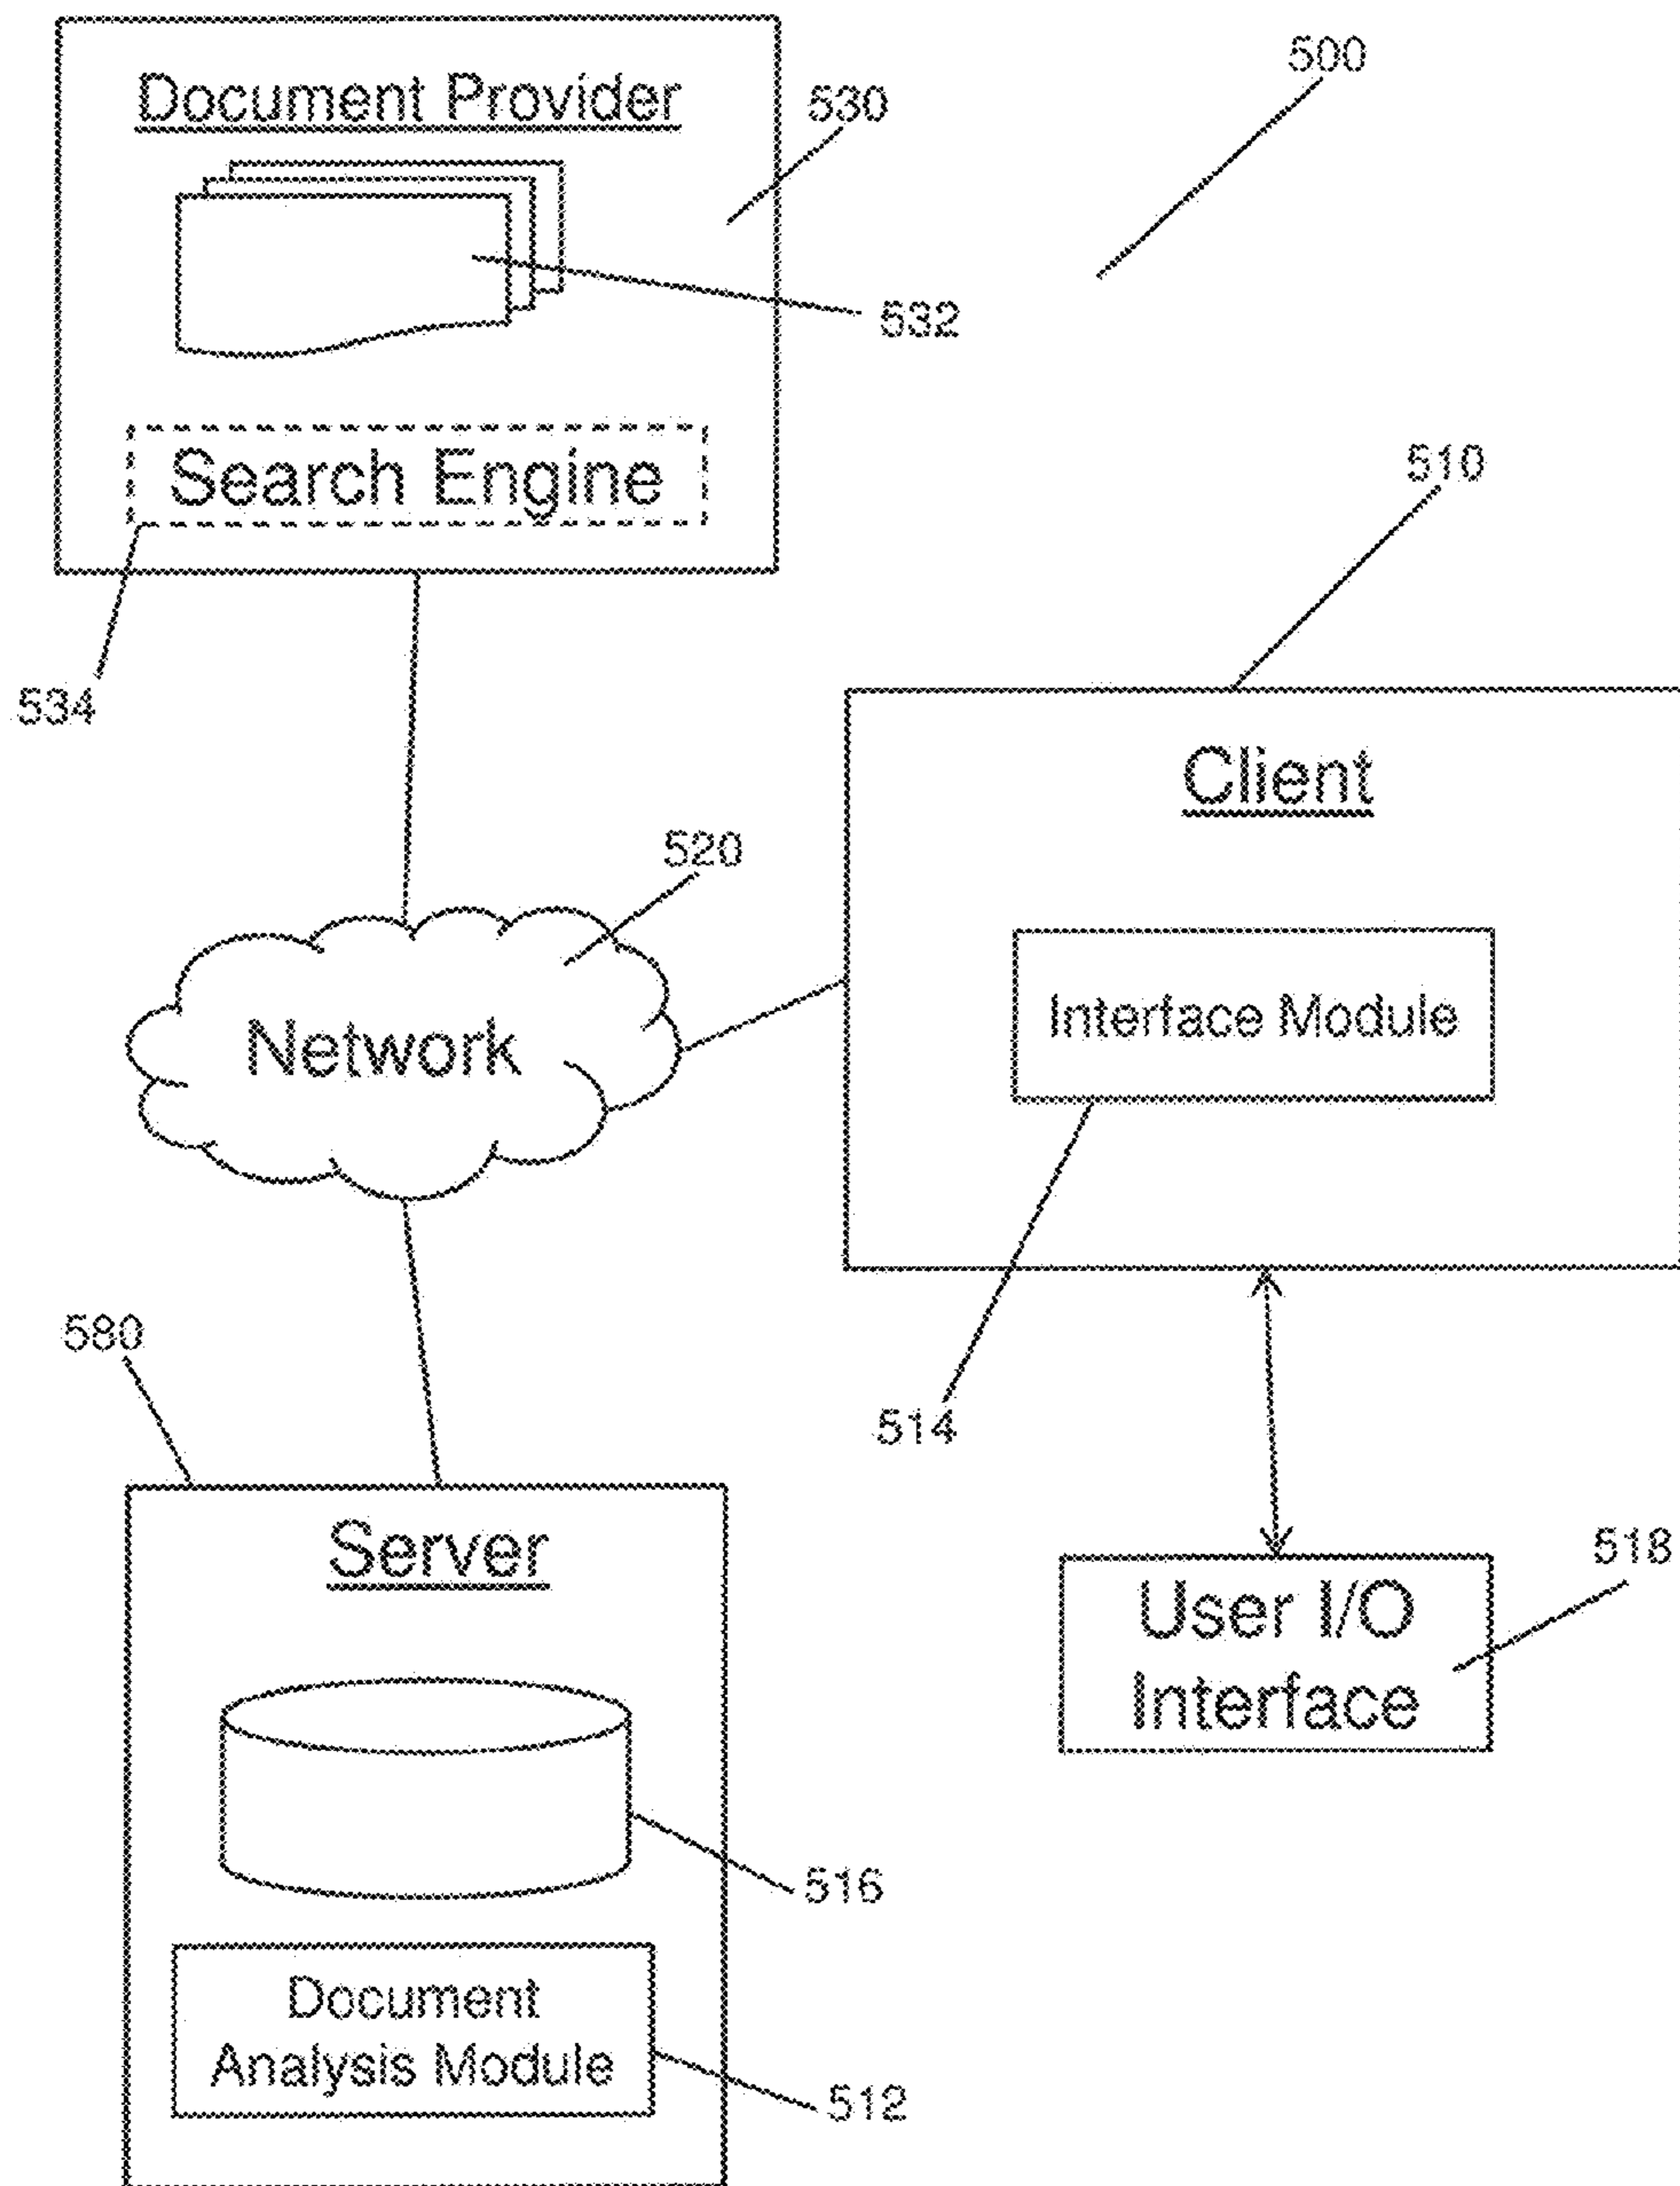 Document Provider
530
500
532
Search Engine
534
510
Client
520
Network
Interface Module
514
580
Server
516
Document
Analysis Module
512
518
User I/O
Interface